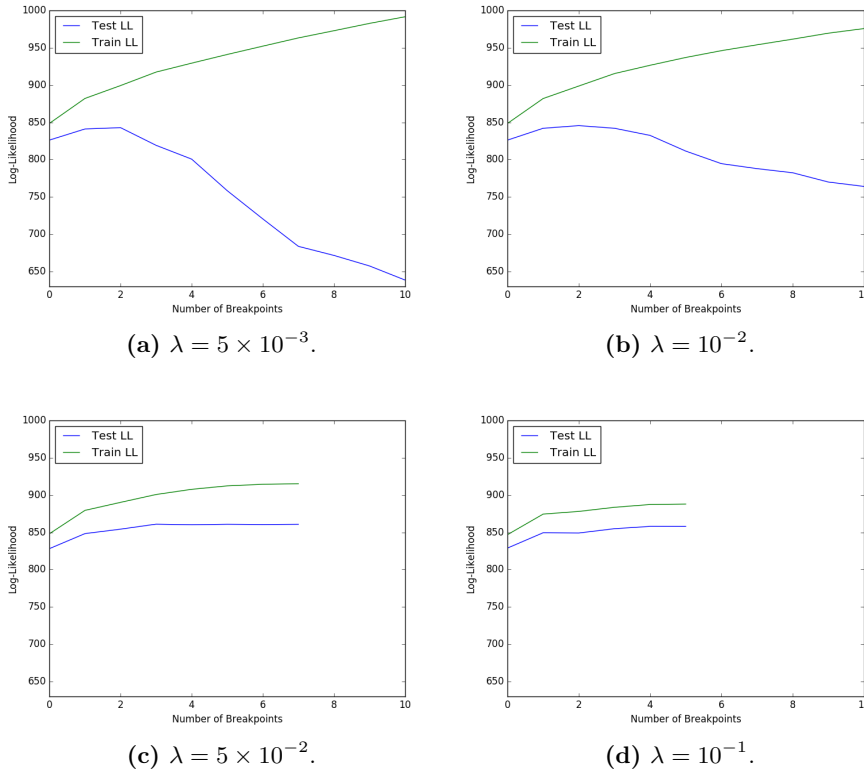 1000
950
900
850
800
750
700
650
Log-Likelihood
Test LL
Train LL
0 2 4 6 8 10
Number of Breakpoints
(a) λ = 5 × 10⁻³.
1000
950
900
850
800
750
700
650
Log-Likelihood
Test LL
Train LL
0 2 4 6 8 1
Number of Breakpoints
(b) λ = 10⁻².
1000
950
900
850
800
750
700
650
Log-Likelihood
Test LL
Train LL
0 2 4 6 8 10
Number of Breakpoints
(c) λ = 5 × 10⁻².
1000
950
900
850
800
750
700
650
Log-Likelihood
Test LL
Train LL
0 2 4 6 8 1
Number of Breakpoints
(d) λ = 10⁻¹.